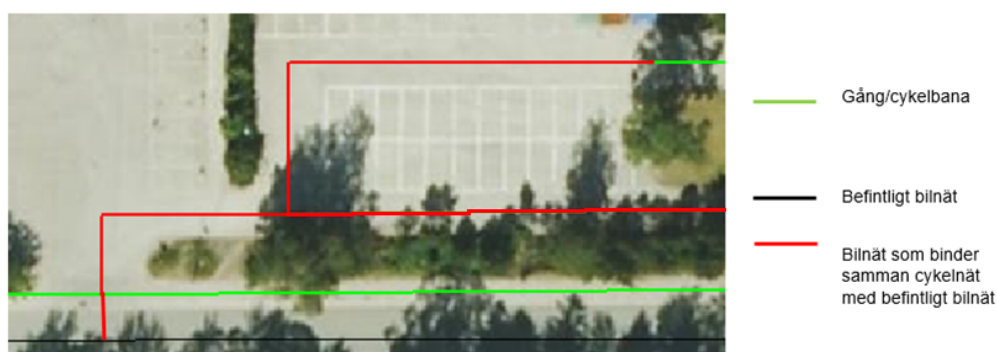 Gång/cykelbana
Befintligt bilnät
Bilnät som binder
samman cykelnät
med befintligt bilnät